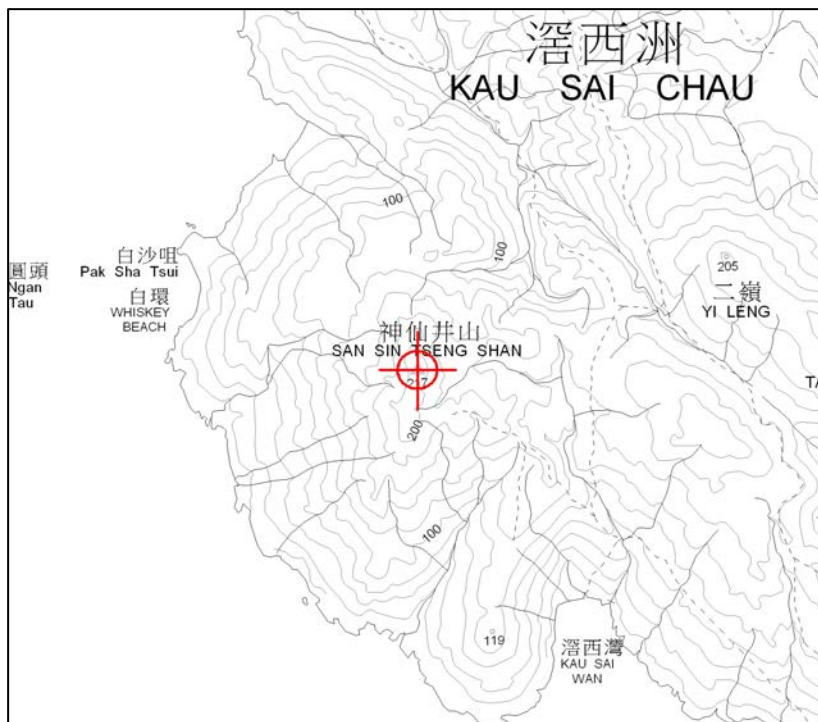 滘西洲
KAU SAI CHAU
100
100
白沙咀
Pak Sha Tsui
圓頭
Ngan
Tau
白環
WHISKEY
BEACH
205
二嶺
YI LENG
神仙井山
SAN SIN TSENG SHAN
217
TA
200
100
119
滘西灣
KAU SAI
WAN